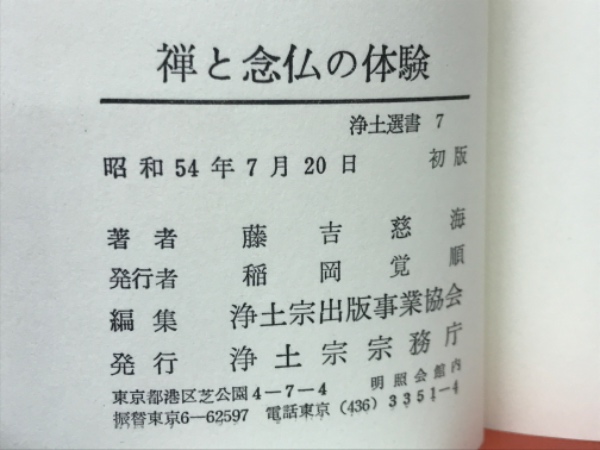 禅と念仏の体験
浄土選書 7
昭和54年7月20日 初版
著者 藤吉慈海
発行者 稲岡覚順
編集 浄土宗出版事業協会
発行 浄土宗宗務庁
東京都港区芝公園4-7-4 明照会館内
振替東京6-62597 電話東京(436)3351-4